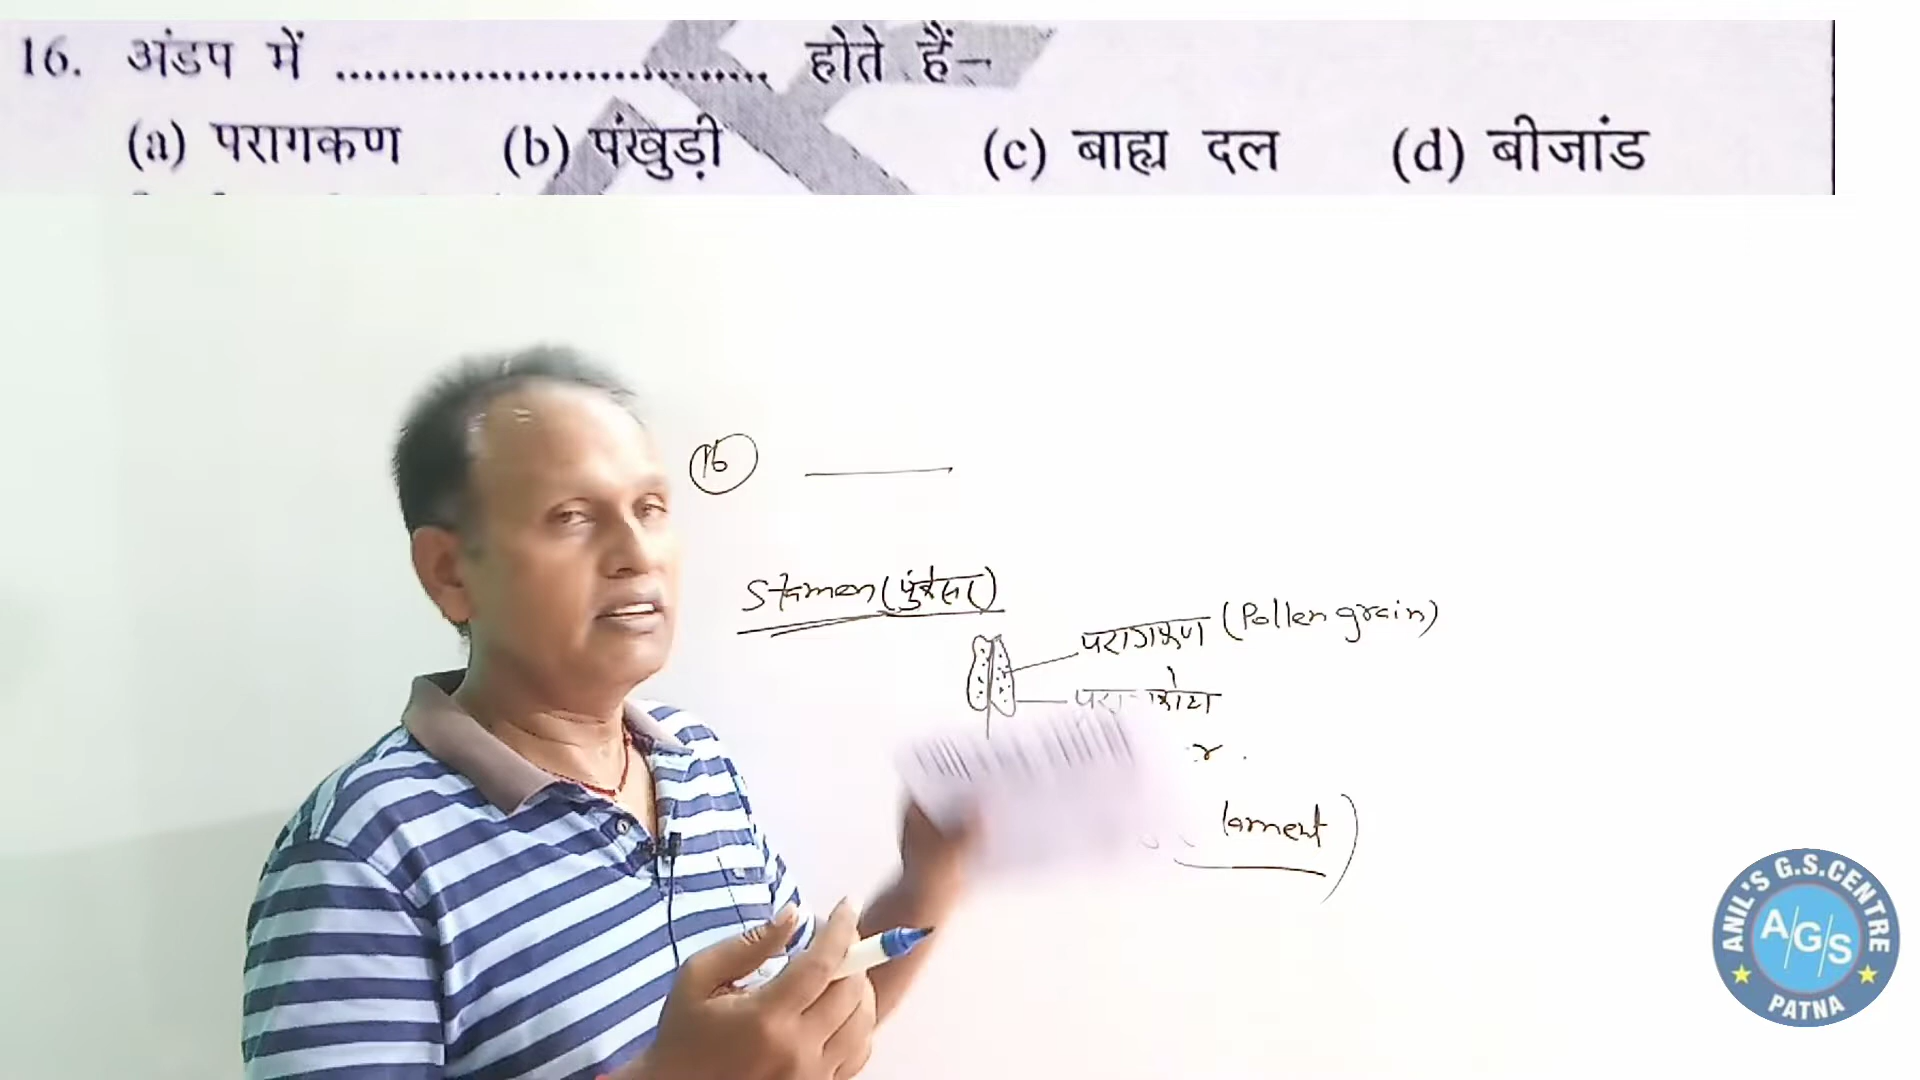 16. अंडप में ................................ होते हैं–
(a) परागकण (b) पंखुड़ी (c) बाह्य दल (d) बीजांड
16
Stamen (पुंकेसर)
परागकण (Pollen grain)
lament)
ANIL'S G.S.CENTRE
A/G/S
PATNA